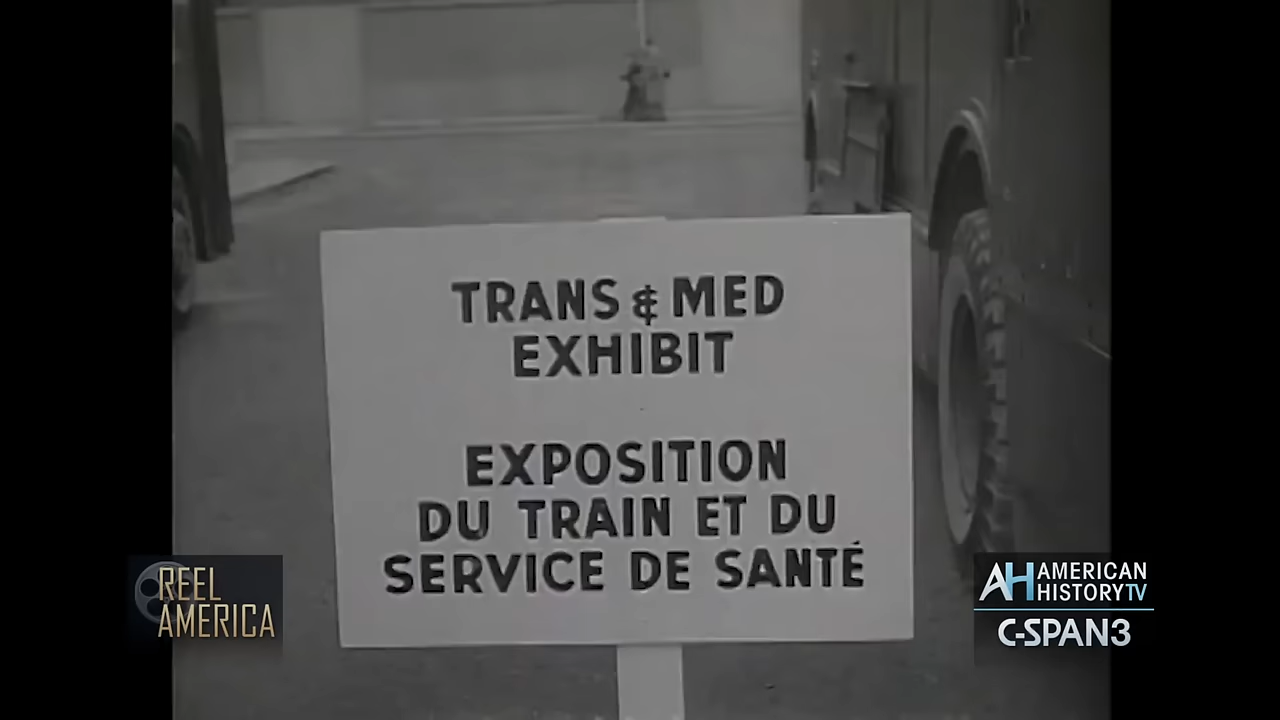 TRANS & MED
EXHIBIT
EXPOSITION
DU TRAIN ET DU
SERVICE DE SANTÉ
REEL
AMERICA
AH AMERICAN
HISTORY TV
C-SPAN3